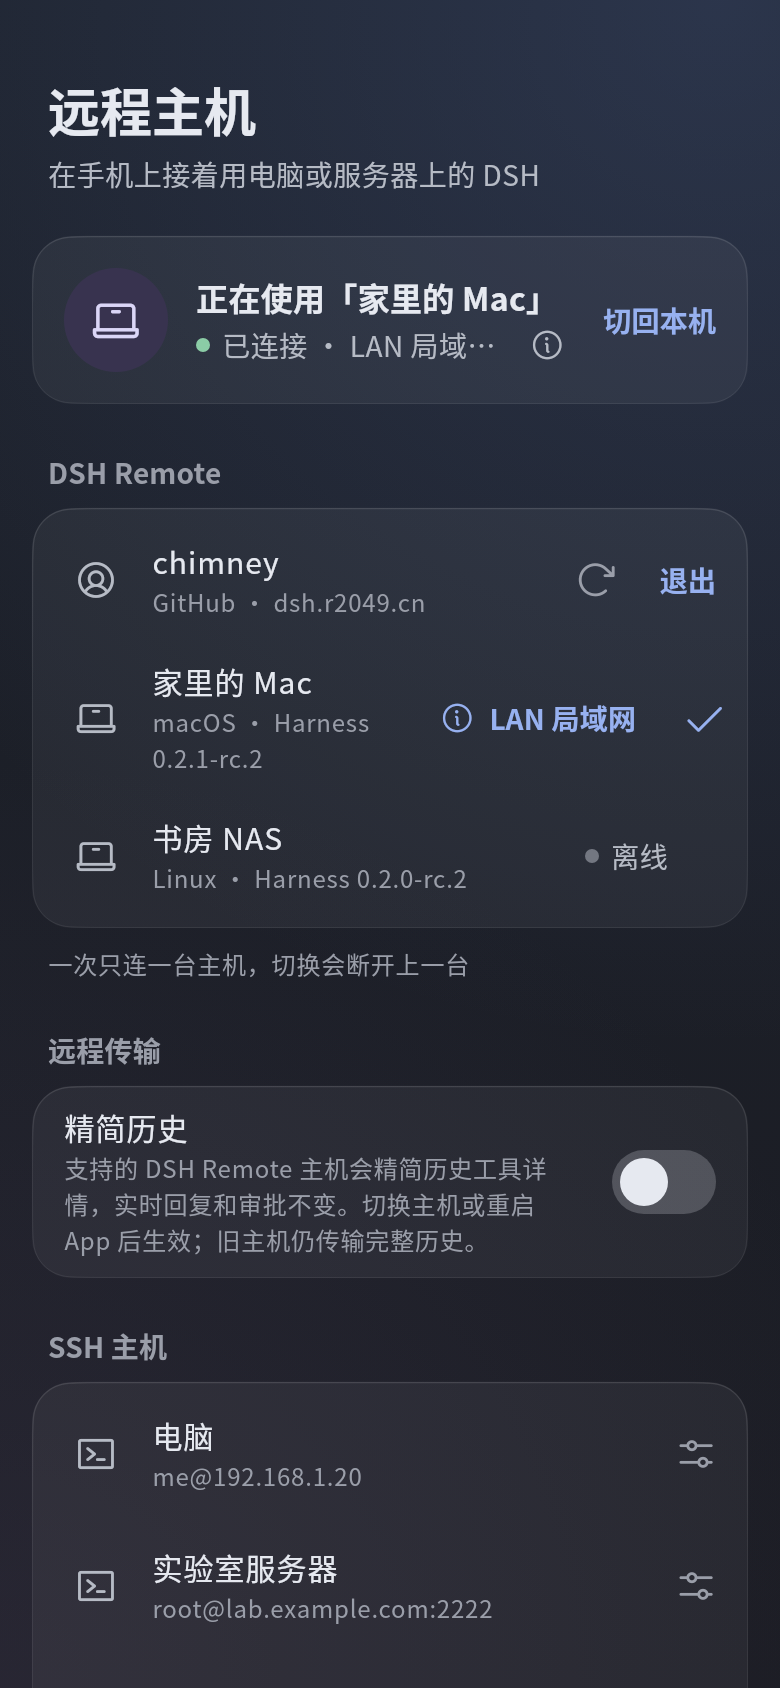 远程主机
在手机上接着用电脑或服务器上的 DSH
正在使用「家里的 Mac」
已连接 · LAN 局域…
切回本机
DSH Remote
chimney
GitHub · dsh.r2049.cn
退出
家里的 Mac
macOS · Harness
0.2.1-rc.2
LAN 局域网
书房 NAS
Linux · Harness 0.2.0-rc.2
离线
一次只连一台主机，切换会断开上一台
远程传输
精简历史
支持的 DSH Remote 主机会精简历史工具详
情，实时回复和审批不变。切换主机或重启
App 后生效；旧主机仍传输完整历史。
SSH 主机
电脑
me@192.168.1.20
实验室服务器
root@lab.example.com:2222